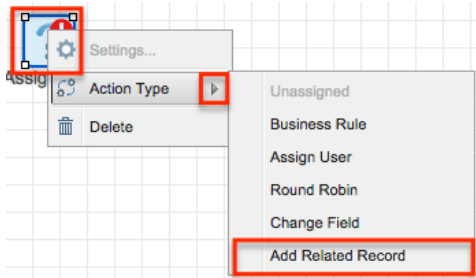 Settings...
Assig
Action Type
Unassigned
Delete
Business Rule
Assign User
Round Robin
Change Field
Add Related Record